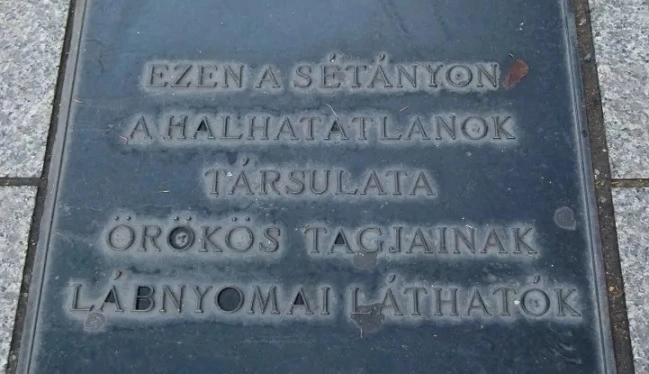 EZEN A SÉTÁNYON
A HALHATATLANOK
TÁRSULATA
ÖRÖKÖS TAGJAINAK
LÁBNYOMAI LÁTHATÓK